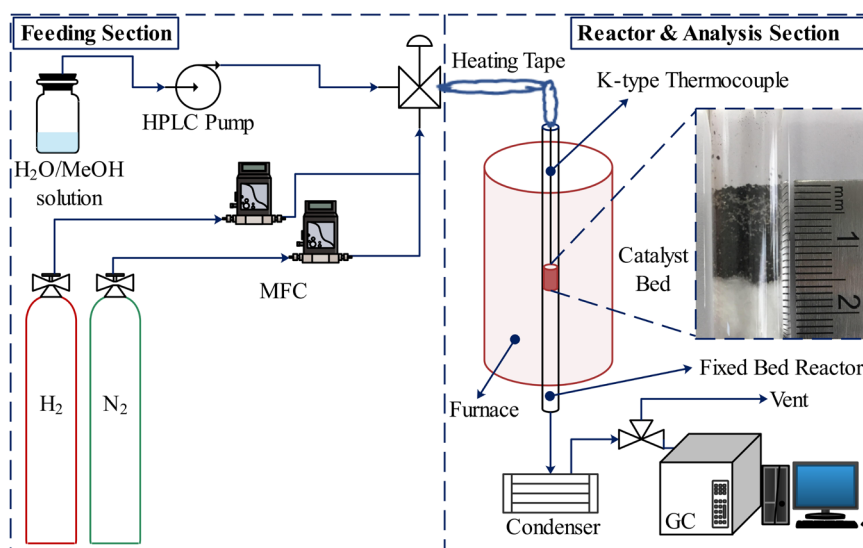 Feeding Section
Reactor & Analysis Section
Heating Tape
K-type Thermocouple
HPLC Pump
H₂O/MeOH
solution
mm
1
2
MFC
Catalyst
Bed
H₂
N₂
Fixed Bed Reactor
Furnace
Vent
Condenser
GC